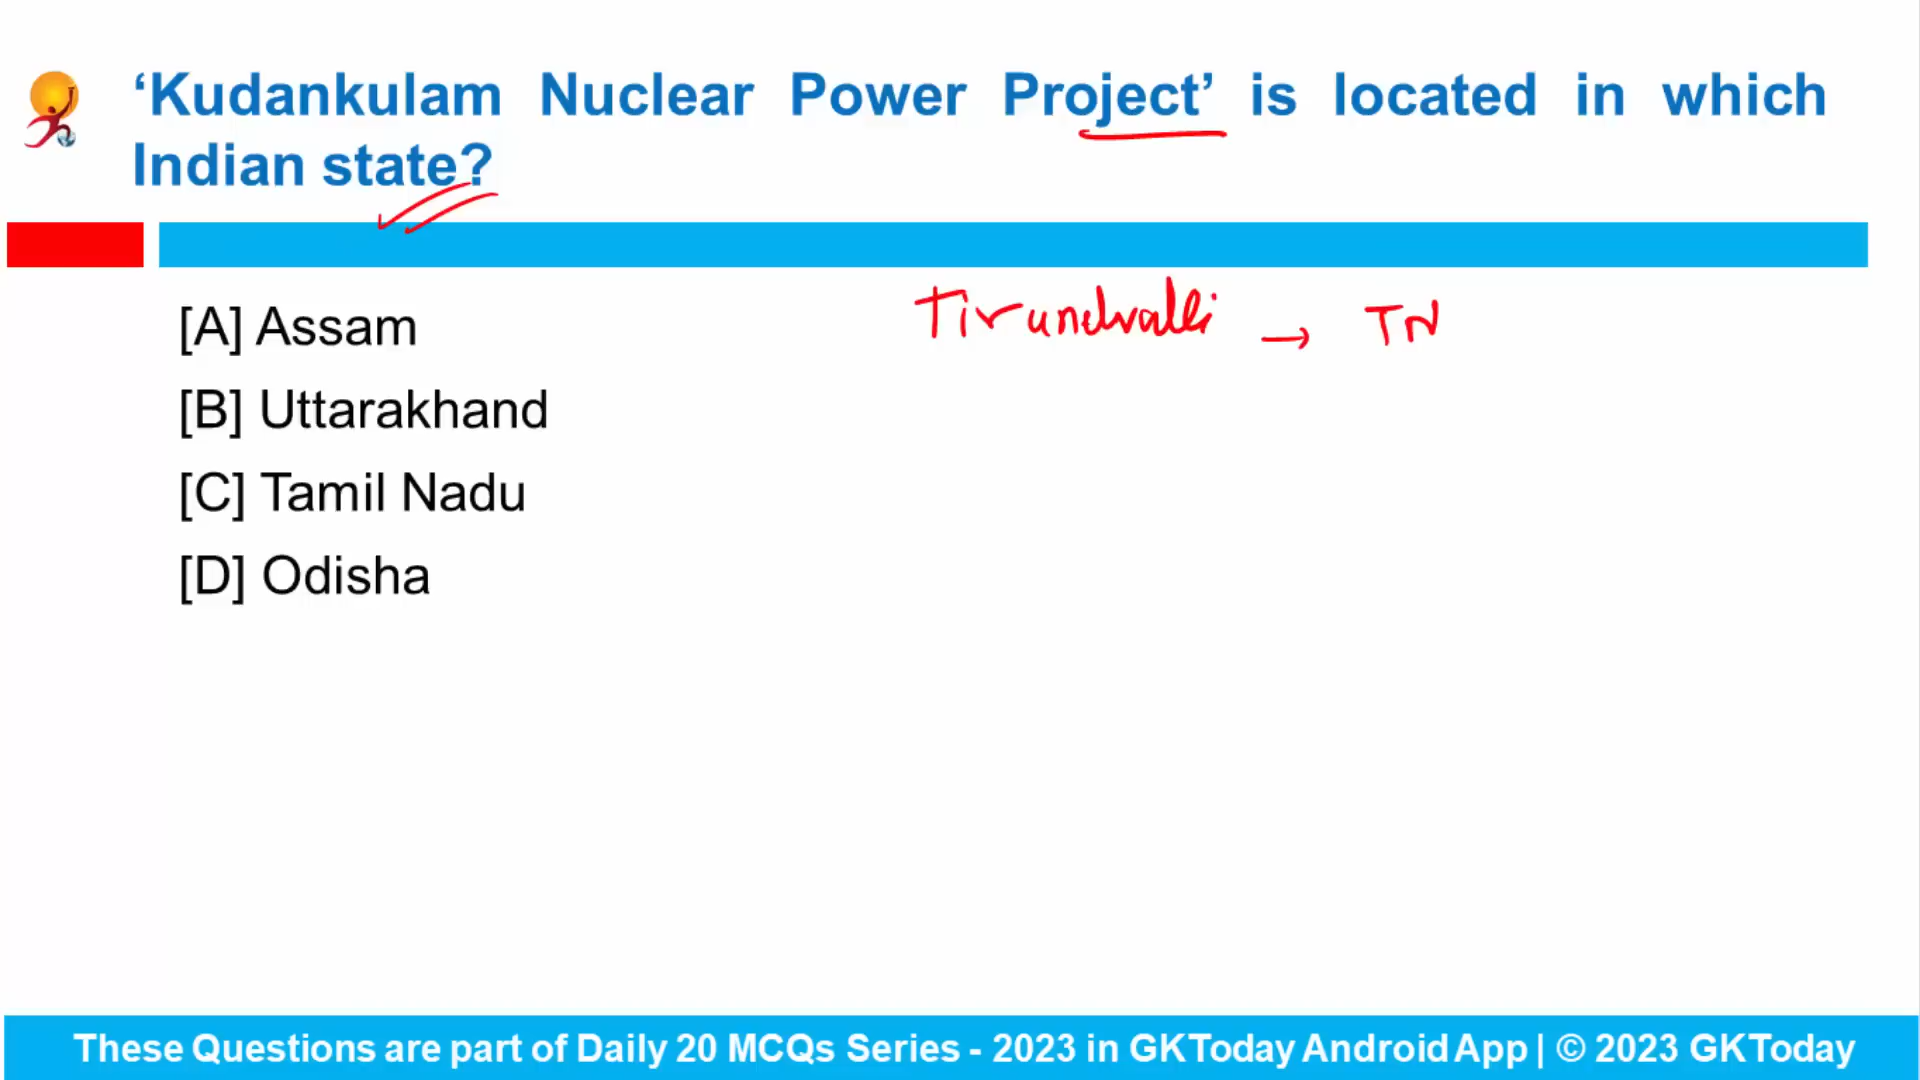 ‘Kudankulam Nuclear Power Project’ is located in which
Indian state?
Tirunelvalli → TN
[A] Assam
[B] Uttarakhand
[C] Tamil Nadu
[D] Odisha
These Questions are part of Daily 20 MCQs Series - 2023 in GKToday Android App | © 2023 GKToday